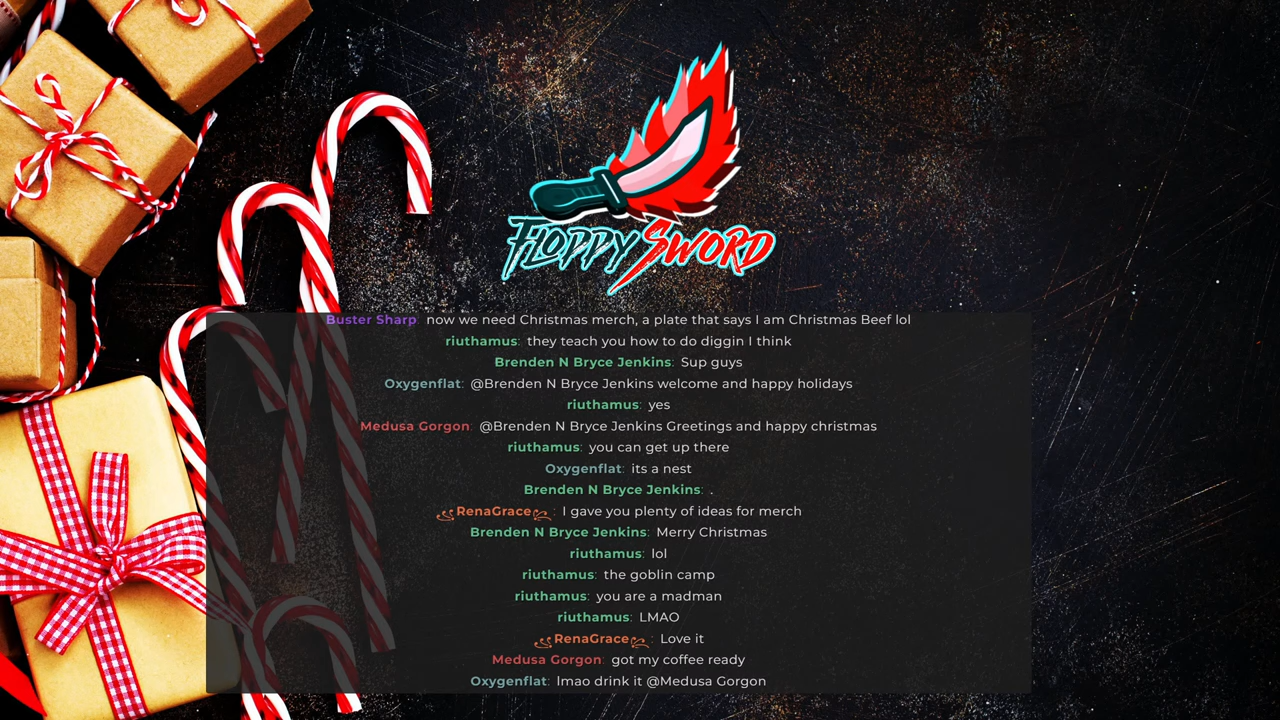 FLOPPY SWORD
Buster Sharp: now we need Christmas merch, a plate that says I am Christmas Beef lol
riuthamus: they teach you how to do diggin I think
Brenden N Bryce Jenkins: Sup guys
Oxygenflat: @Brenden N Bryce Jenkins welcome and happy holidays
riuthamus: yes
Medusa Gorgon: @Brenden N Bryce Jenkins Greetings and happy christmas
riuthamus: you can get up there
Oxygenflat: its a nest
Brenden N Bryce Jenkins: .
RenaGrace: I gave you plenty of ideas for merch
Brenden N Bryce Jenkins: Merry Christmas
riuthamus: lol
riuthamus: the goblin camp
riuthamus: you are a madman
riuthamus: LMAO
RenaGrace: Love it
Medusa Gorgon: got my coffee ready
Oxygenflat: lmao drink it @Medusa Gorgon